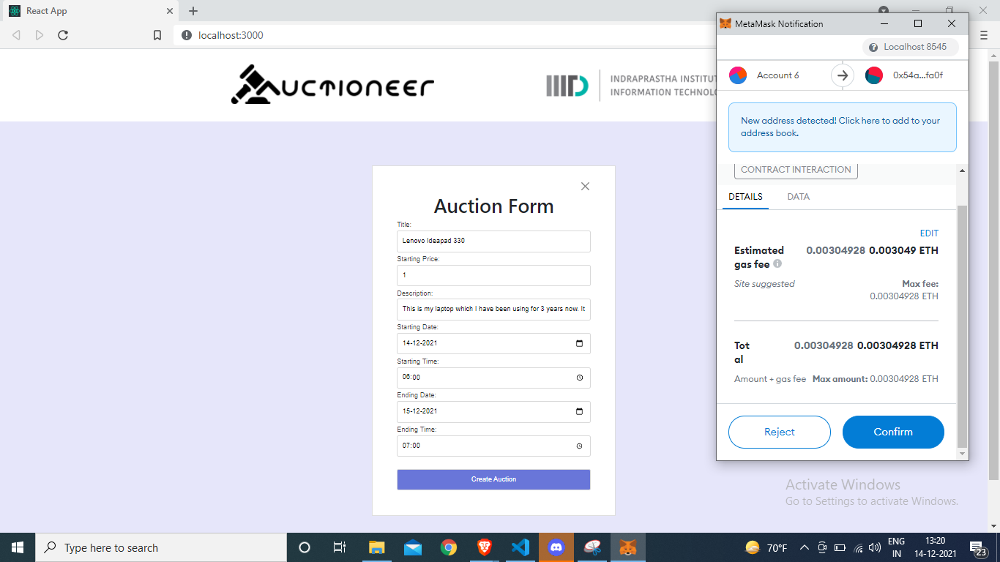 React App
localhost:3000
AUCTIONEER
IIID
INDRAPRASTHA INSTITU
INFORMATION TECHNOLO
Auction Form
Title:
Lenovo Ideapad 330
Starting Price:
1
Description:
This is my laptop which I have been using for 3 years now. It
Starting Date:
14-12-2021
Starting Time:
06:00
Ending Date:
15-12-2021
Ending Time:
07:00
Create Auction
MetaMask Notification
Localhost 8545
Account 6
0x54a...fa0f
New address detected! Click here to add to your
address book.
CONTRACT INTERACTION
DETAILS DATA
EDIT
Estimated 0.00304928 0.003049 ETH
gas fee
Site suggested Max fee:
0.00304928 ETH
Tot 0.00304928 0.00304928 ETH
al
Amount + gas fee Max amount: 0.00304928 ETH
Reject Confirm
Activate Windows
Go to Settings to activate Windows.
Type here to search
70°F
ENG
IN
13:20
14-12-2021
23